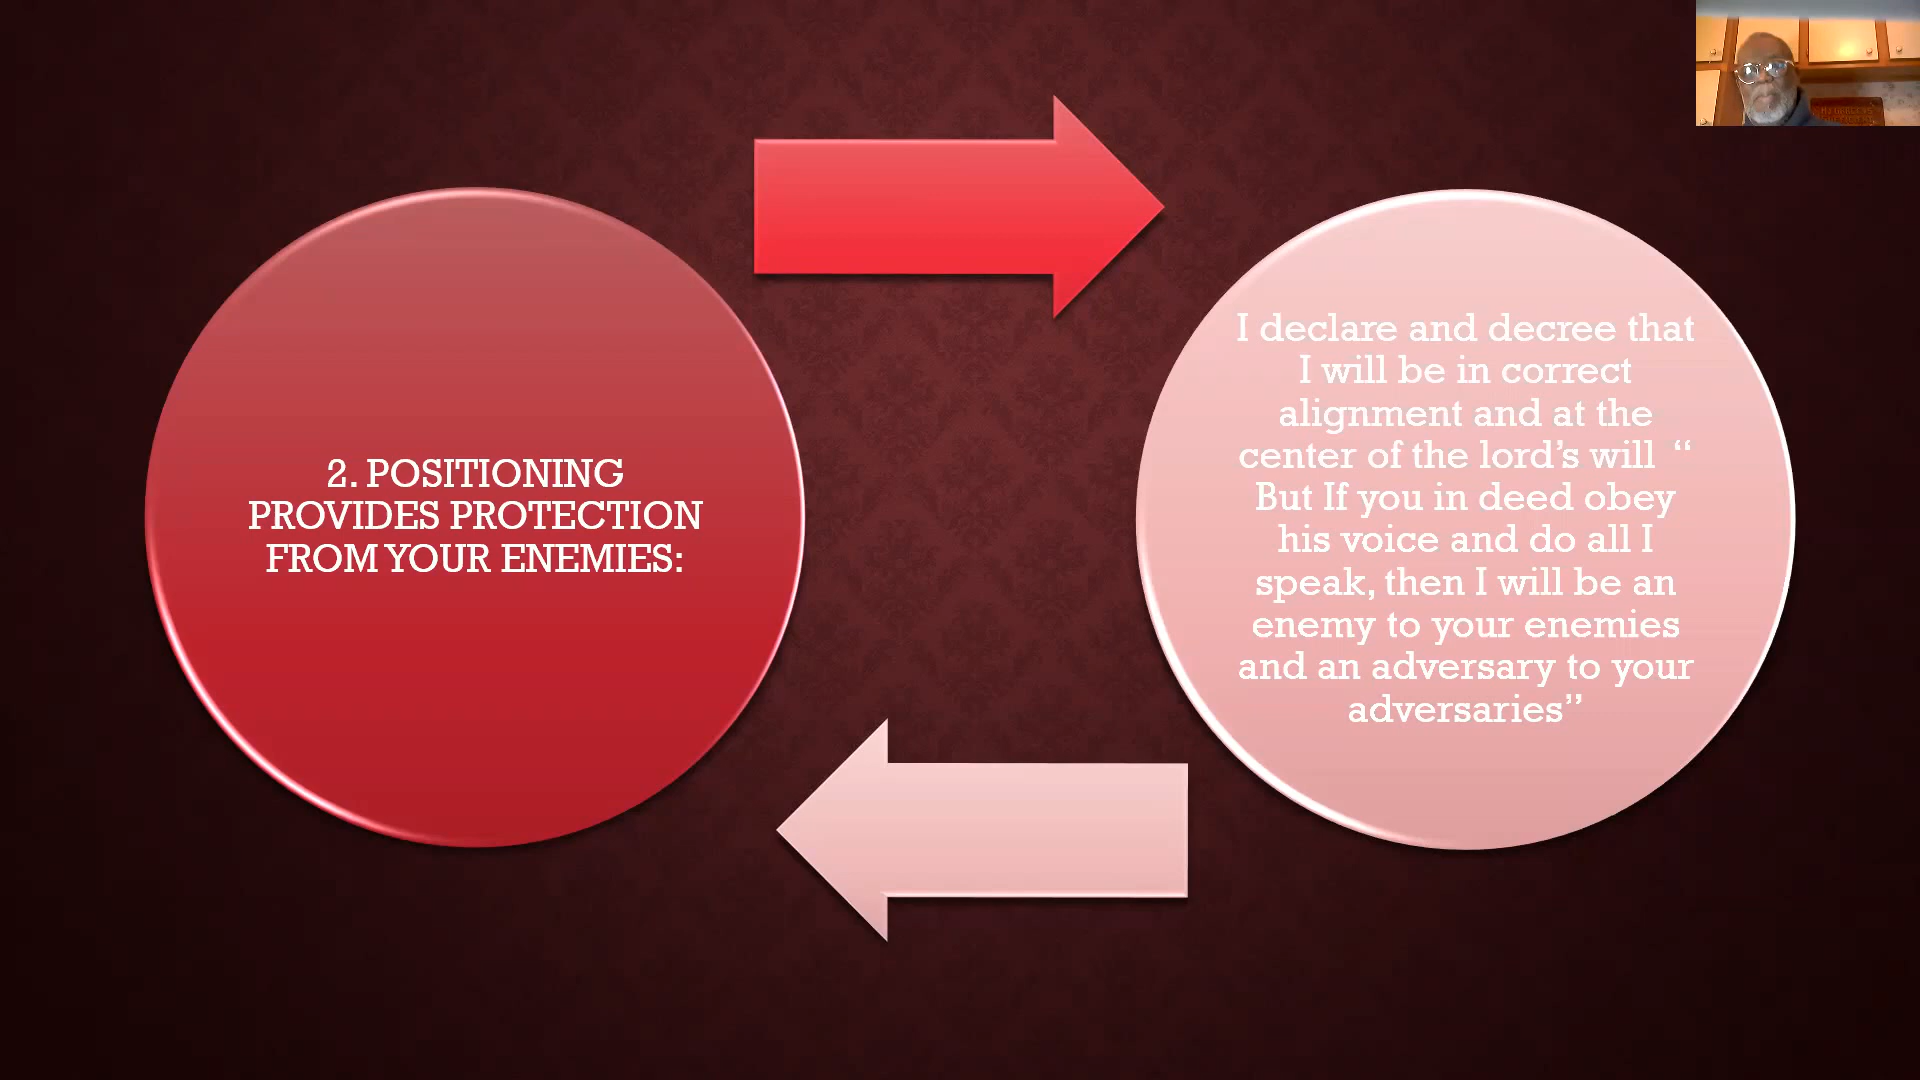 2. POSITIONING
PROVIDES PROTECTION
FROM YOUR ENEMIES:
I declare and decree that
I will be in correct
alignment and at the
center of the lord’s will “
But If you in deed obey
his voice and do all I
speak, then I will be an
enemy to your enemies
and an adversary to your
adversaries”